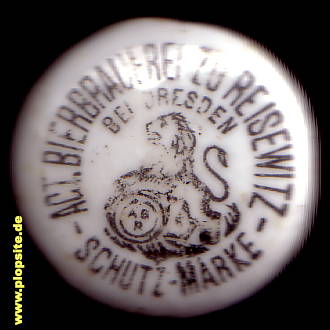 ACT. BIERBRAUEREI ZU REISEWITZ
BEI DRESDEN
- SCHUTZ-MARKE -
www.plopsite.de